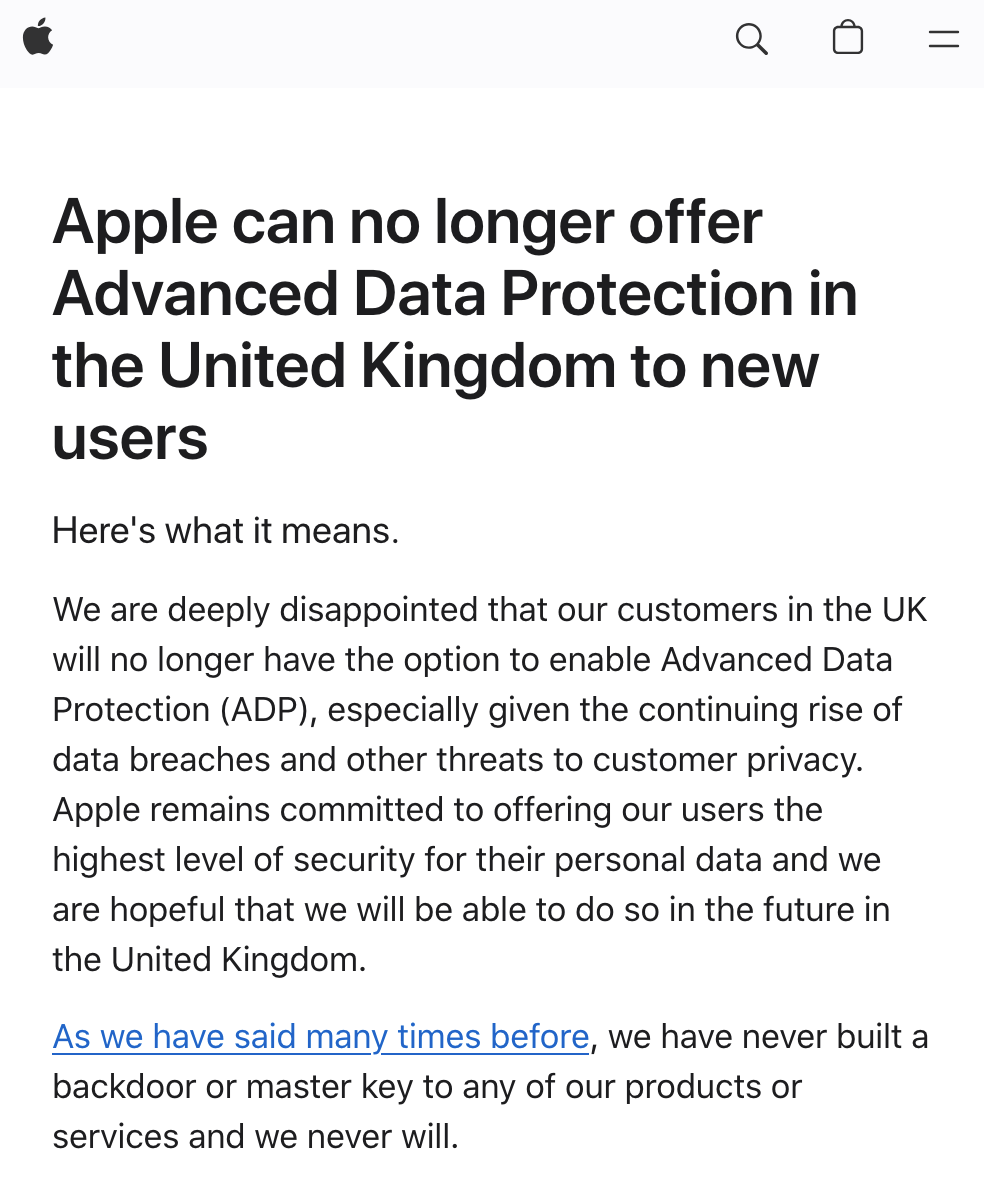 Apple can no longer offer
Advanced Data Protection in
the United Kingdom to new
users
Here's what it means.
We are deeply disappointed that our customers in the UK
will no longer have the option to enable Advanced Data
Protection (ADP), especially given the continuing rise of
data breaches and other threats to customer privacy.
Apple remains committed to offering our users the
highest level of security for their personal data and we
are hopeful that we will be able to do so in the future in
the United Kingdom.
As we have said many times before, we have never built a
backdoor or master key to any of our products or
services and we never will.